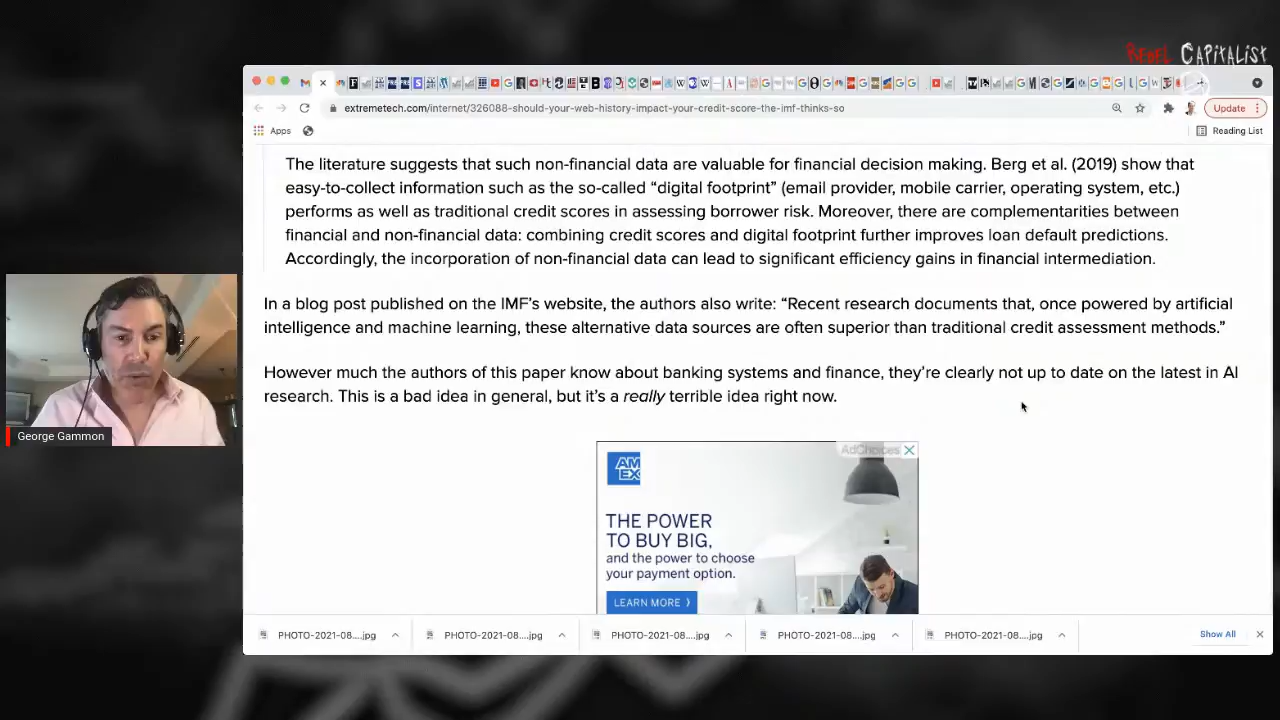 REBEL CAPITALIST
extremetech.com/internet/326088-should-your-web-history-impact-your-credit-score-the-imf-thinks-so
Update
Apps
Reading List
The literature suggests that such non-financial data are valuable for financial decision making. Berg et al. (2019) show that
easy-to-collect information such as the so-called “digital footprint” (email provider, mobile carrier, operating system, etc.)
performs as well as traditional credit scores in assessing borrower risk. Moreover, there are complementarities between
financial and non-financial data: combining credit scores and digital footprint further improves loan default predictions.
Accordingly, the incorporation of non-financial data can lead to significant efficiency gains in financial intermediation.
In a blog post published on the IMF’s website, the authors also write: “Recent research documents that, once powered by artificial
intelligence and machine learning, these alternative data sources are often superior than traditional credit assessment methods.”
However much the authors of this paper know about banking systems and finance, they’re clearly not up to date on the latest in AI
research. This is a bad idea in general, but it’s a really terrible idea right now.
George Gammon
AdChoices
AM
EX
THE POWER
TO BUY BIG,
and the power to choose
your payment option.
LEARN MORE
PHOTO-2021-08....jpg
PHOTO-2021-08....jpg
PHOTO-2021-08....jpg
PHOTO-2021-08....jpg
PHOTO-2021-08....jpg
Show All